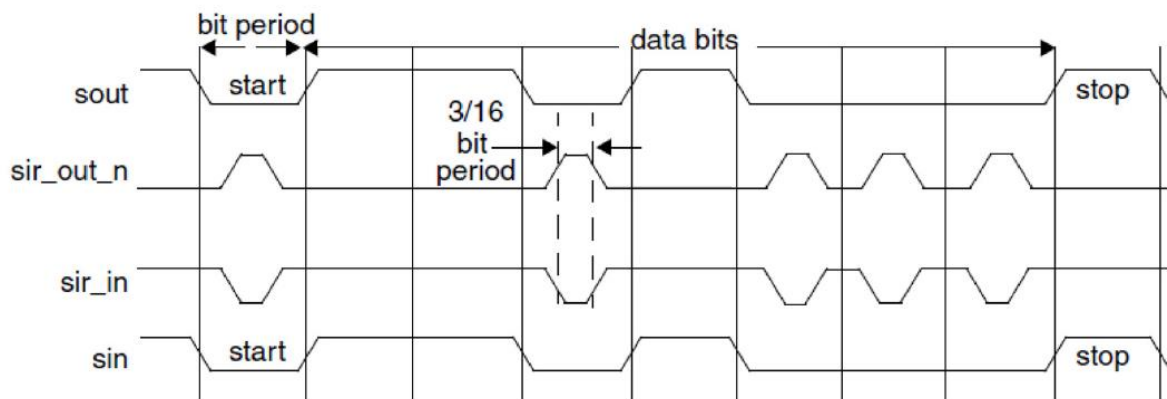 bit period
data bits
sout
start
stop
3/16
bit
period
sir_out_n
sir_in
sin
start
stop